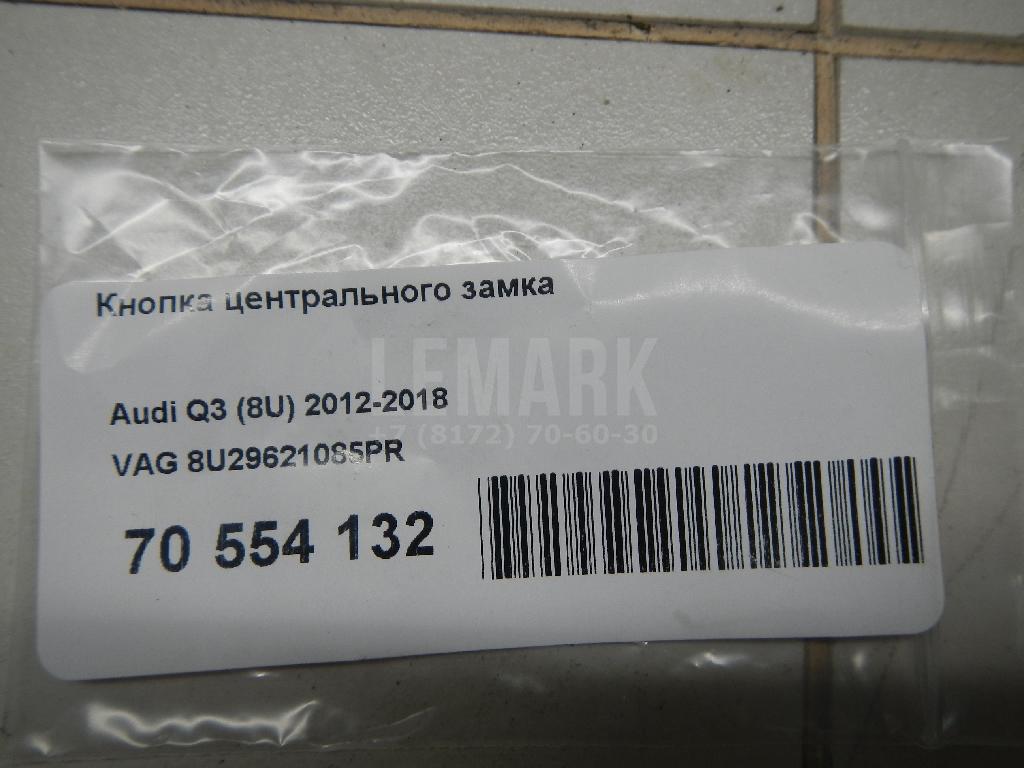 Кнопка центрального замка
LEMARK
Audi Q3 (8U) 2012-2018
+7 (8172) 70-60-30
VAG 8U29621085PR
70 554 132